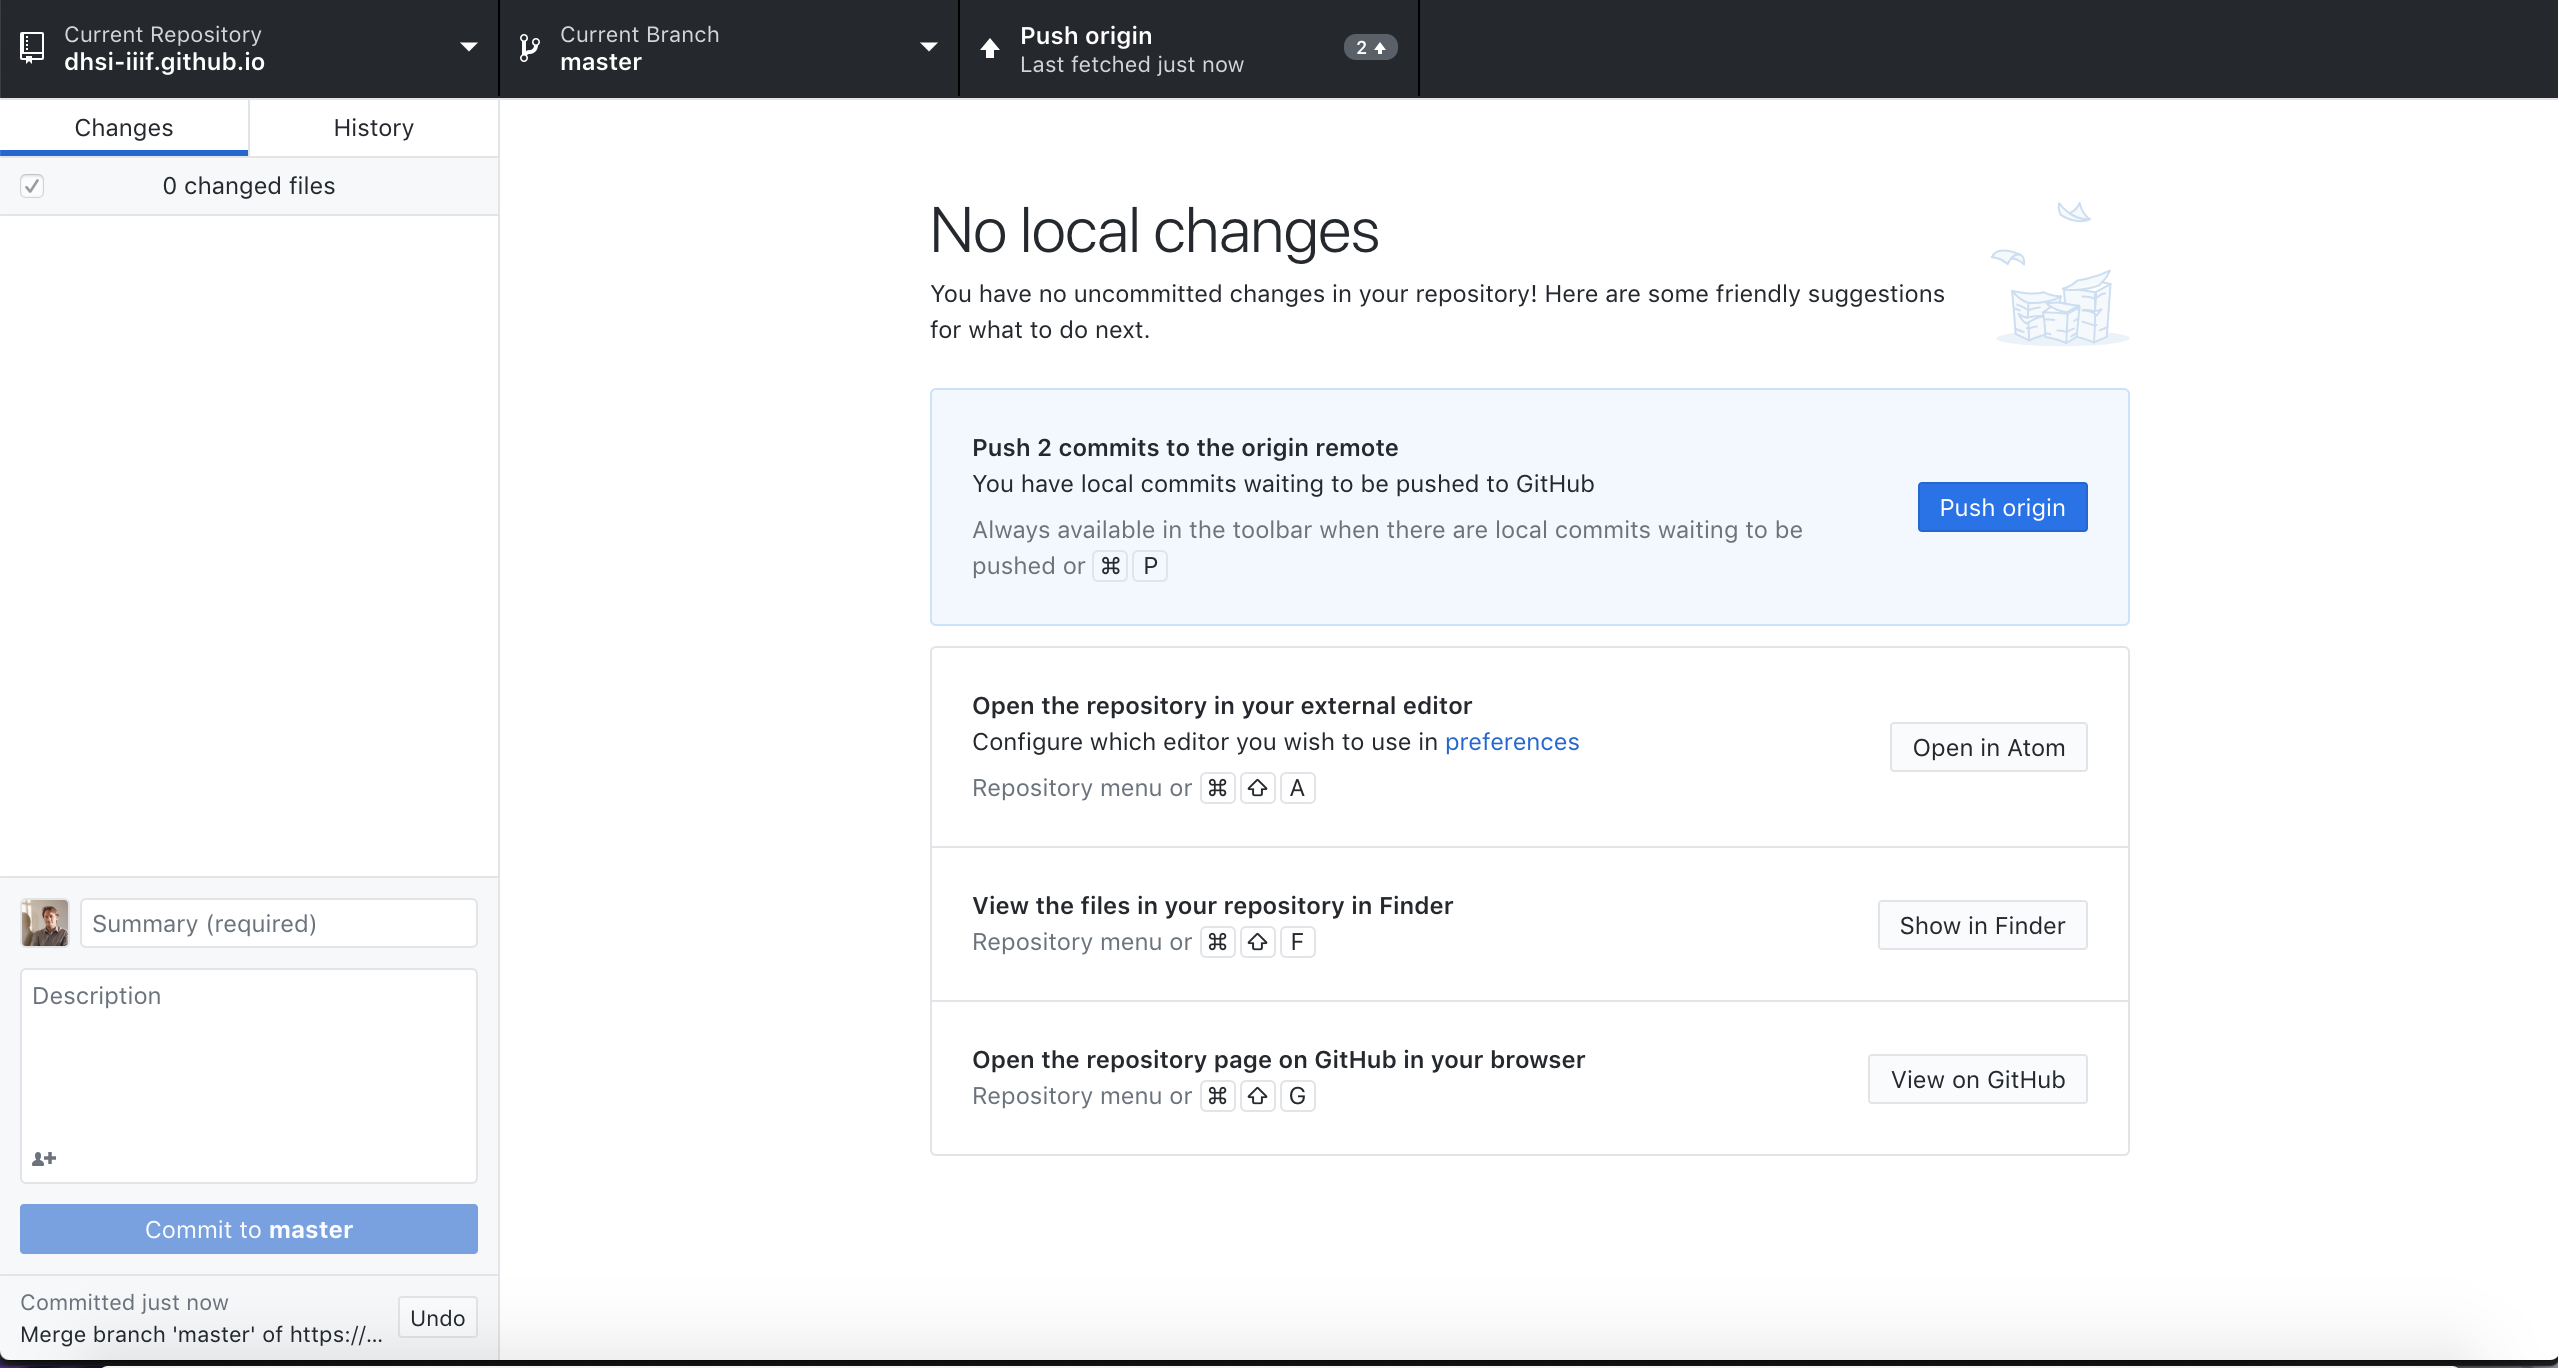 Current Repository
dhsi-iiif.github.io
Current Branch
master
Push origin
Last fetched just now
2
Changes
History
0 changed files
No local changes
You have no uncommitted changes in your repository! Here are some friendly suggestions
for what to do next.
Push 2 commits to the origin remote
You have local commits waiting to be pushed to GitHub
Always available in the toolbar when there are local commits waiting to be
pushed or ⌘ P
Push origin
Open the repository in your external editor
Configure which editor you wish to use in preferences
Repository menu or ⌘ ⇧ A
Open in Atom
View the files in your repository in Finder
Repository menu or ⌘ ⇧ F
Show in Finder
Open the repository page on GitHub in your browser
Repository menu or ⌘ ⇧ G
View on GitHub
Summary (required)
Description
Commit to master
Committed just now
Merge branch 'master' of https://...
Undo